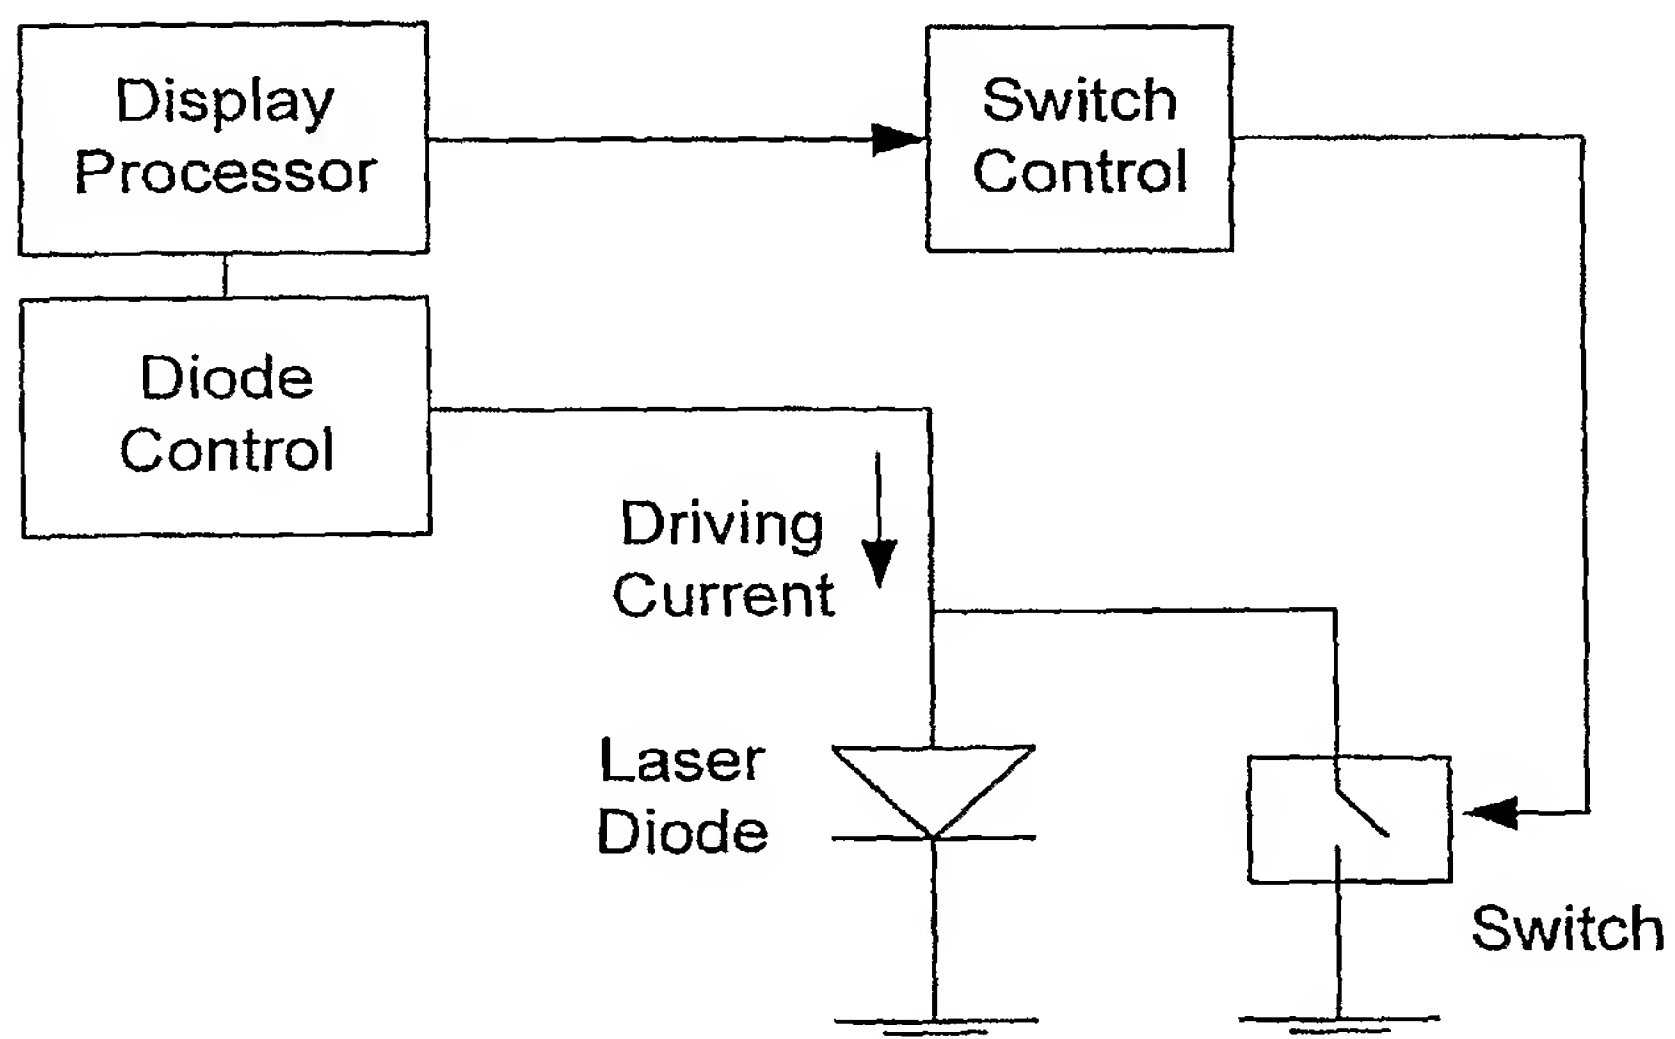 Display
Processor
Switch
Control
Diode
Control
Driving
Current
Laser
Diode
Switch